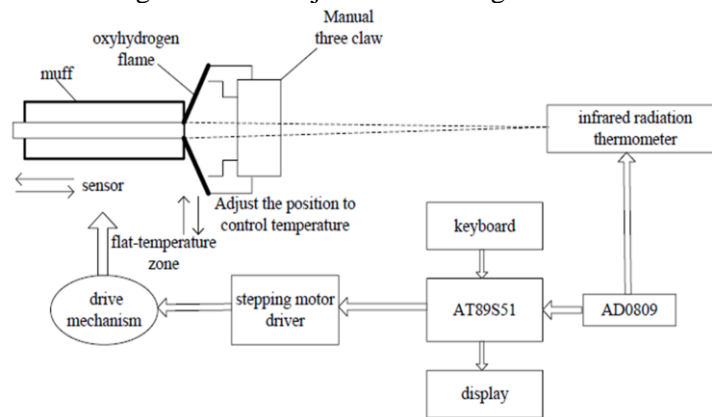 Manual
three claw
oxyhydrogen
flame
muff
infrared radiation
thermometer
sensor
Adjust the position to
control temperature
flat-temperature
zone
keyboard
drive
mechanism
stepping motor
driver
AT89S51
AD0809
display